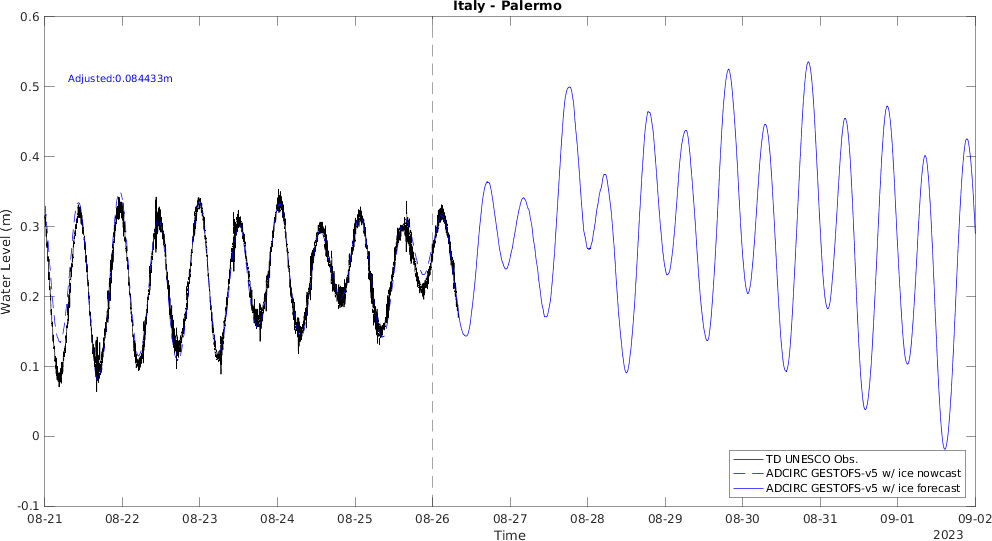 Italy - Palermo
0.6
0.5
0.4
0.3
0.2
0.1
0
-0.1
Water Level (m)
Adjusted:0.084433m
TD UNESCO Obs.
ADCIRC GESTOFS-v5 w/ ice nowcast
ADCIRC GESTOFS-v5 w/ ice forecast
08-21 08-22 08-23 08-24 08-25 08-26 08-27 08-28 08-29 08-30 08-31 09-01 09-02
Time
2023